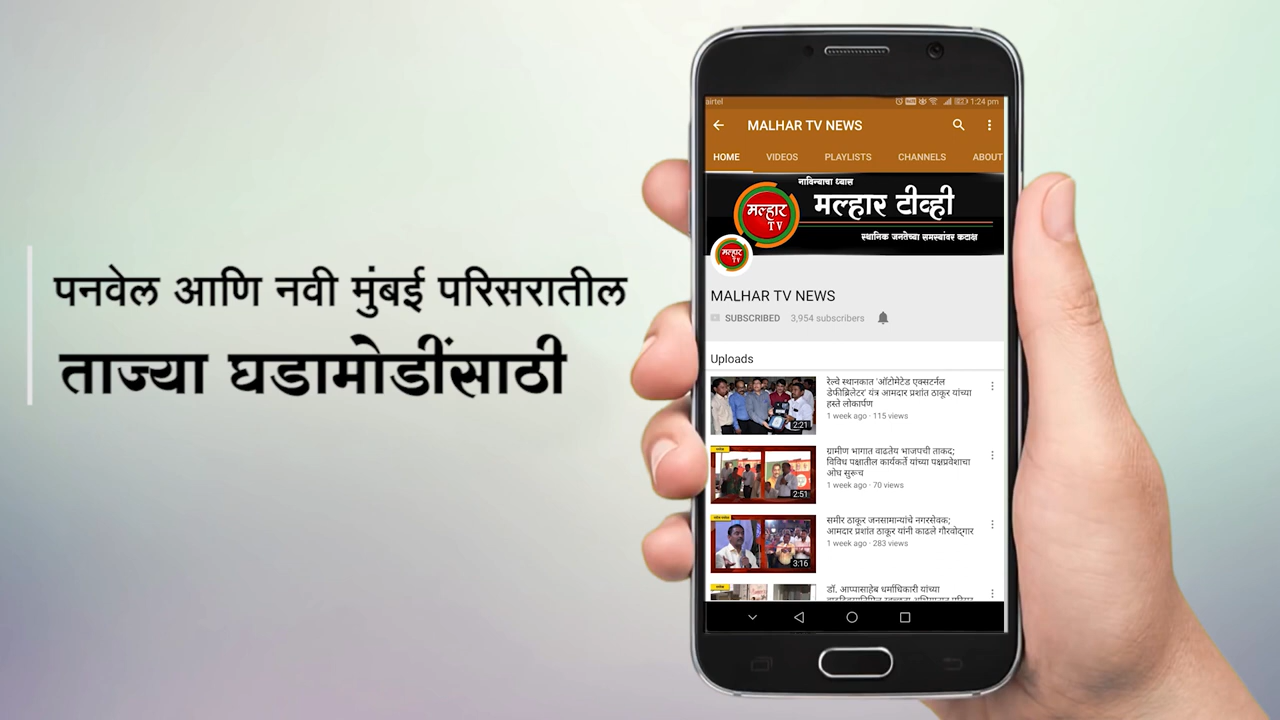 पनवेल आणि नवी मुंबई परिसरातील
ताज्या घडामोडींसाठी
airtel
1:24 pm
MALHAR TV NEWS
HOME VIDEOS PLAYLISTS CHANNELS ABOUT
नाविन्याचा ध्यास
मल्हार TV
मल्हार टीव्ही
स्थानिक जनतेच्या समस्यांवर कटाक्ष
मल्हार TV
MALHAR TV NEWS
SUBSCRIBED 3,954 subscribers
Uploads
रेल्वे स्थानकात 'ऑटोमेटेड एक्सटर्नल
डेफीब्रिलेटर' यंत्र आमदार प्रशांत ठाकूर यांच्या
हस्ते लोकार्पण
1 week ago · 115 views
2:21
ग्रामीण भागात वाढतेय भाजपची ताकद;
विविध पक्षातील कार्यकर्ते यांच्या पक्षप्रवेशाचा
ओघ सुरूच
1 week ago · 70 views
2:51
समीर ठाकूर जनसामान्यांचे नगरसेवक;
आमदार प्रशांत ठाकूर यांनी काढले गौरवोद्गार
1 week ago · 283 views
3:16
डॉ. आप्पासाहेब धर्माधिकारी यांच्या